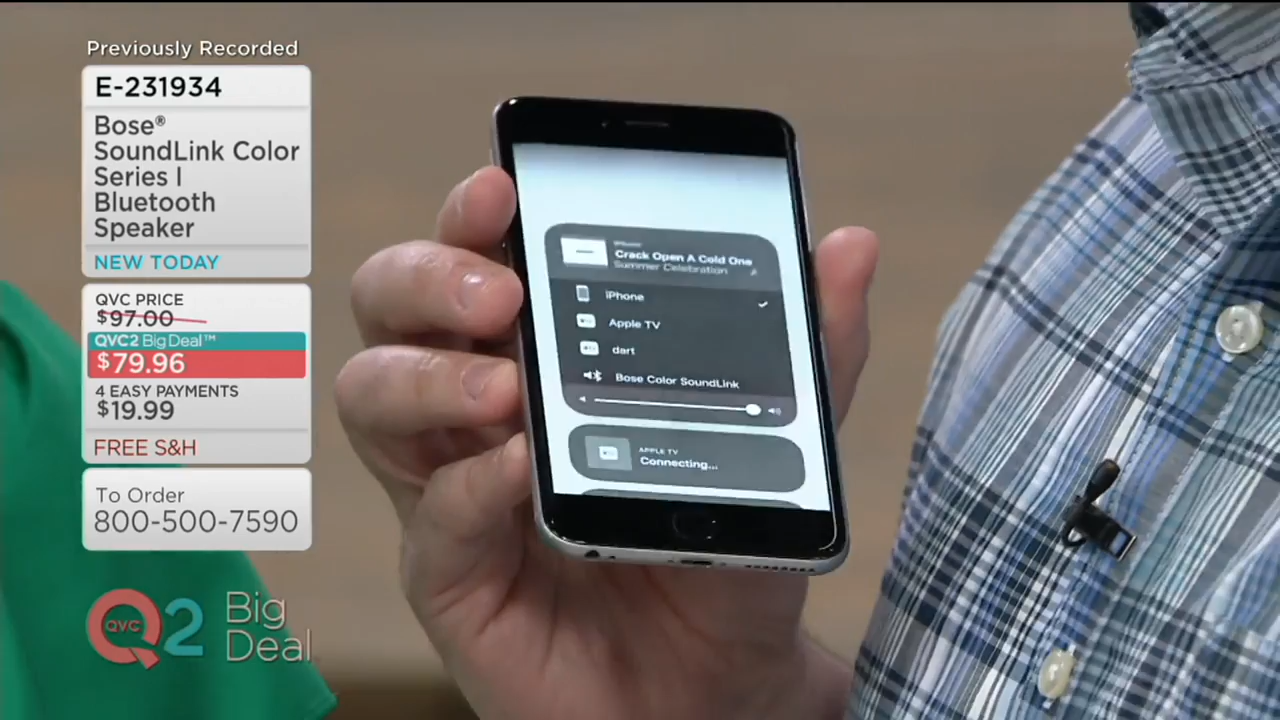 Previously Recorded
E-231934
Bose®
SoundLink Color
Series I
Bluetooth
Speaker
NEW TODAY
QVC PRICE
$97.00
QVC2 Big Deal™
$79.96
4 EASY PAYMENTS
$19.99
FREE S&H
To Order
800-500-7590
QVC 2
Big
Deal
iPhone
Crack Open A Cold One
Summer Celebration
iPhone
Apple TV
dart
Bose Color SoundLink
APPLE TV
Connecting...